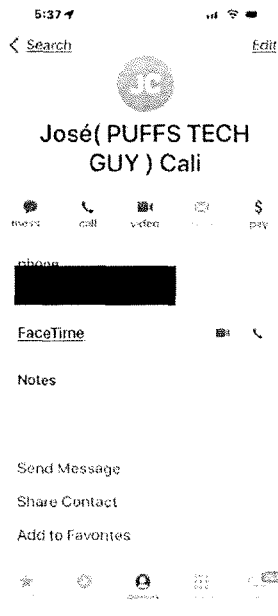 5:37
Search
Edit
JC
José( PUFFS TECH
GUY ) Cali
mess
call
video
pay
phone
FaceTime
Notes
Send Message
Share Contact
Add to Favorites